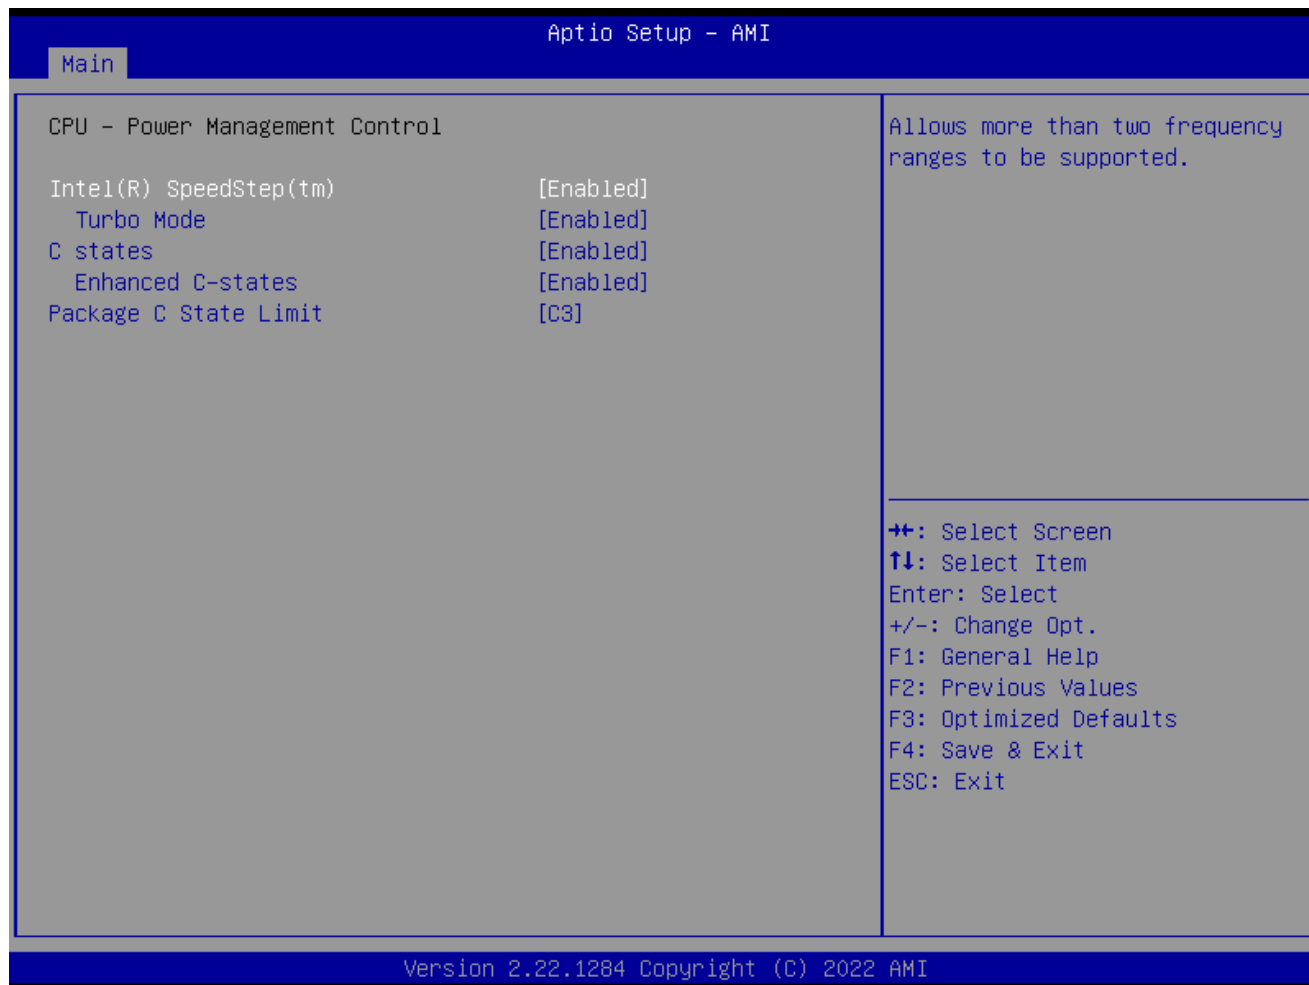 Aptio Setup – AMI
Main
CPU – Power Management Control
Intel(R) SpeedStep(tm) [Enabled]
Turbo Mode [Enabled]
C states [Enabled]
Enhanced C-states [Enabled]
Package C State Limit [C3]
Allows more than two frequency
ranges to be supported.
→←: Select Screen
↑↓: Select Item
Enter: Select
+/-: Change Opt.
F1: General Help
F2: Previous Values
F3: Optimized Defaults
F4: Save & Exit
ESC: Exit
Version 2.22.1284 Copyright (C) 2022 AMI